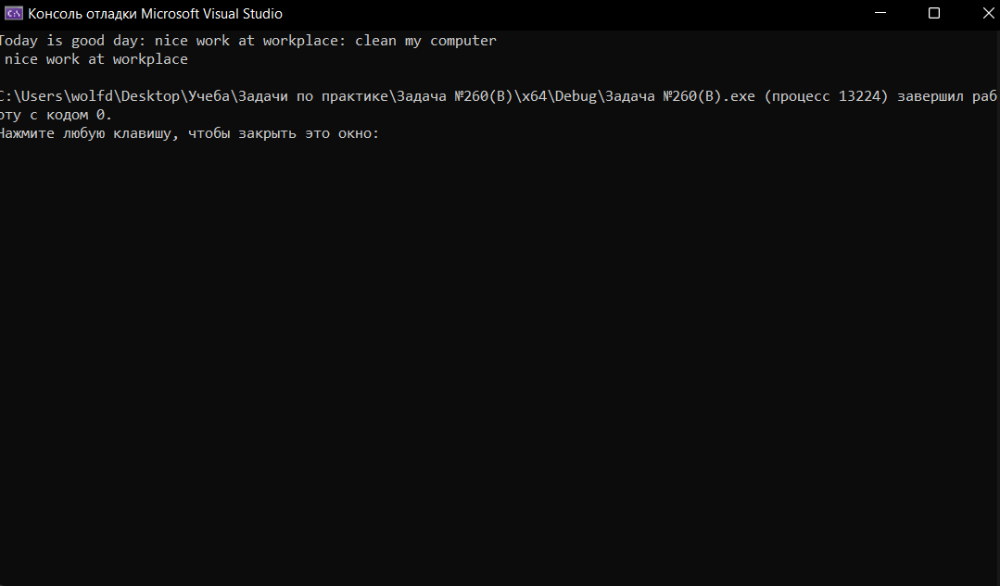 Консоль отладки Microsoft Visual Studio
Today is good day: nice work at workplace: clean my computer
nice work at workplace
C:\Users\wolfd\Desktop\Учеба\Задачи по практике\Задача №260(В)\x64\Debug\Задача №260(В).exe (процесс 13224) завершил раб
оту с кодом 0.
Нажмите любую клавишу, чтобы закрыть это окно: